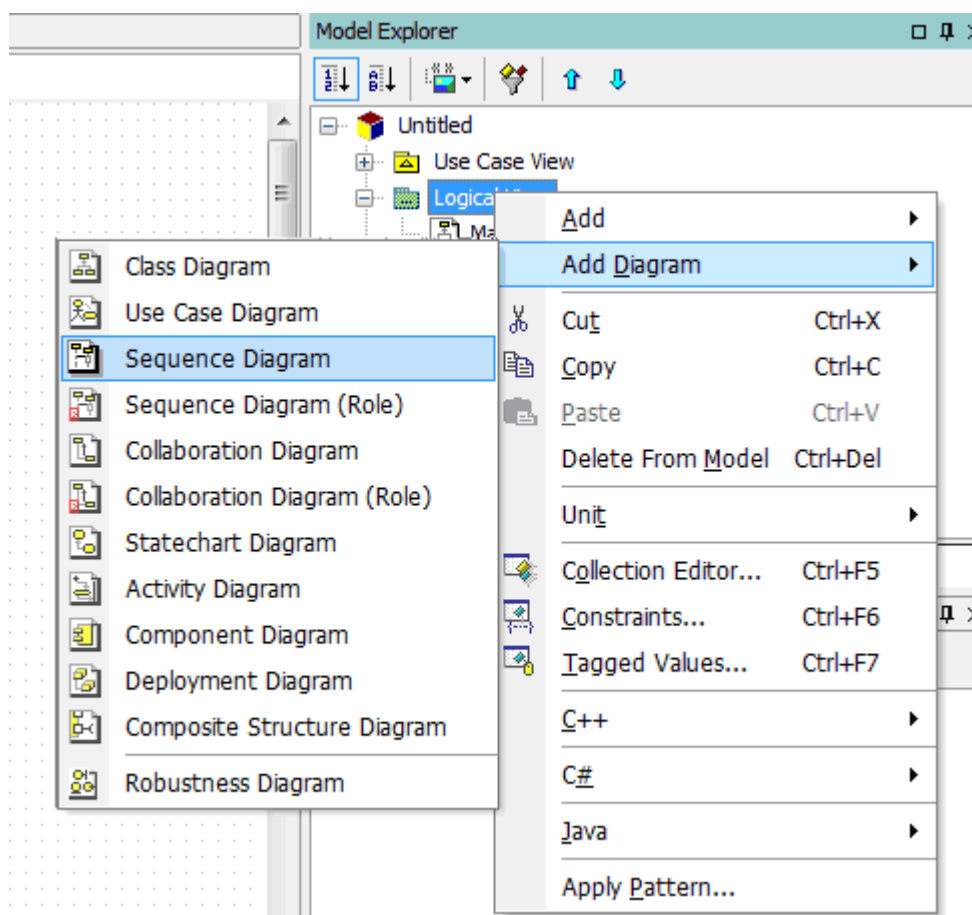 Model Explorer
Untitled
Use Case View
Logical
Ma
Add
Add Diagram
Cut Ctrl+X
Copy Ctrl+C
Paste Ctrl+V
Delete From Model Ctrl+Del
Unit
Collection Editor... Ctrl+F5
Constraints... Ctrl+F6
Tagged Values... Ctrl+F7
C++
C#
Java
Apply Pattern...
Class Diagram
Use Case Diagram
Sequence Diagram
Sequence Diagram (Role)
Collaboration Diagram
Collaboration Diagram (Role)
Statechart Diagram
Activity Diagram
Component Diagram
Deployment Diagram
Composite Structure Diagram
Robustness Diagram